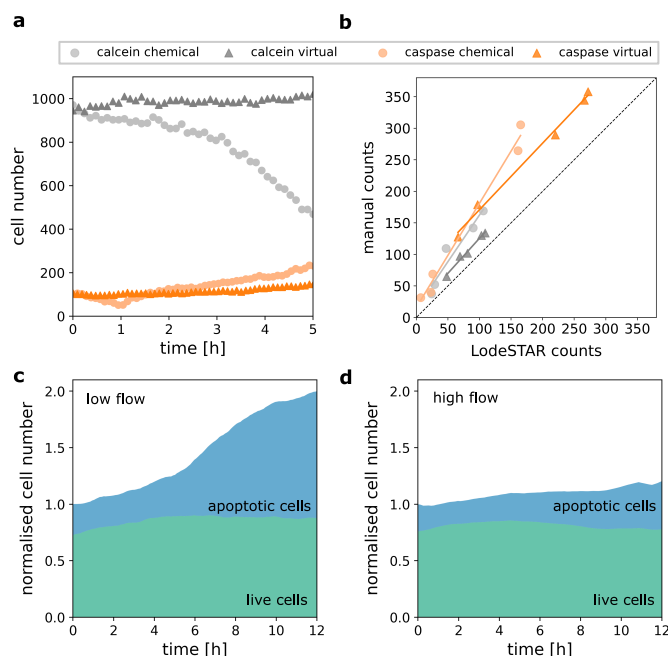 a
b
calcein chemical
calcein virtual
caspase chemical
caspase virtual
cell number
1000
800
600
400
200
0
0
1
2
3
4
5
time [h]
manual counts
350
300
250
200
150
100
50
0
0
50
100
150
200
250
300
350
LodeSTAR counts
c
normalised cell number
2.0
1.5
1.0
0.5
0.0
low flow
apoptotic cells
live cells
0
2
4
6
8
10
12
time [h]
d
normalised cell number
2.0
1.5
1.0
0.5
0.0
high flow
apoptotic cells
live cells
0
2
4
6
8
10
12
time [h]